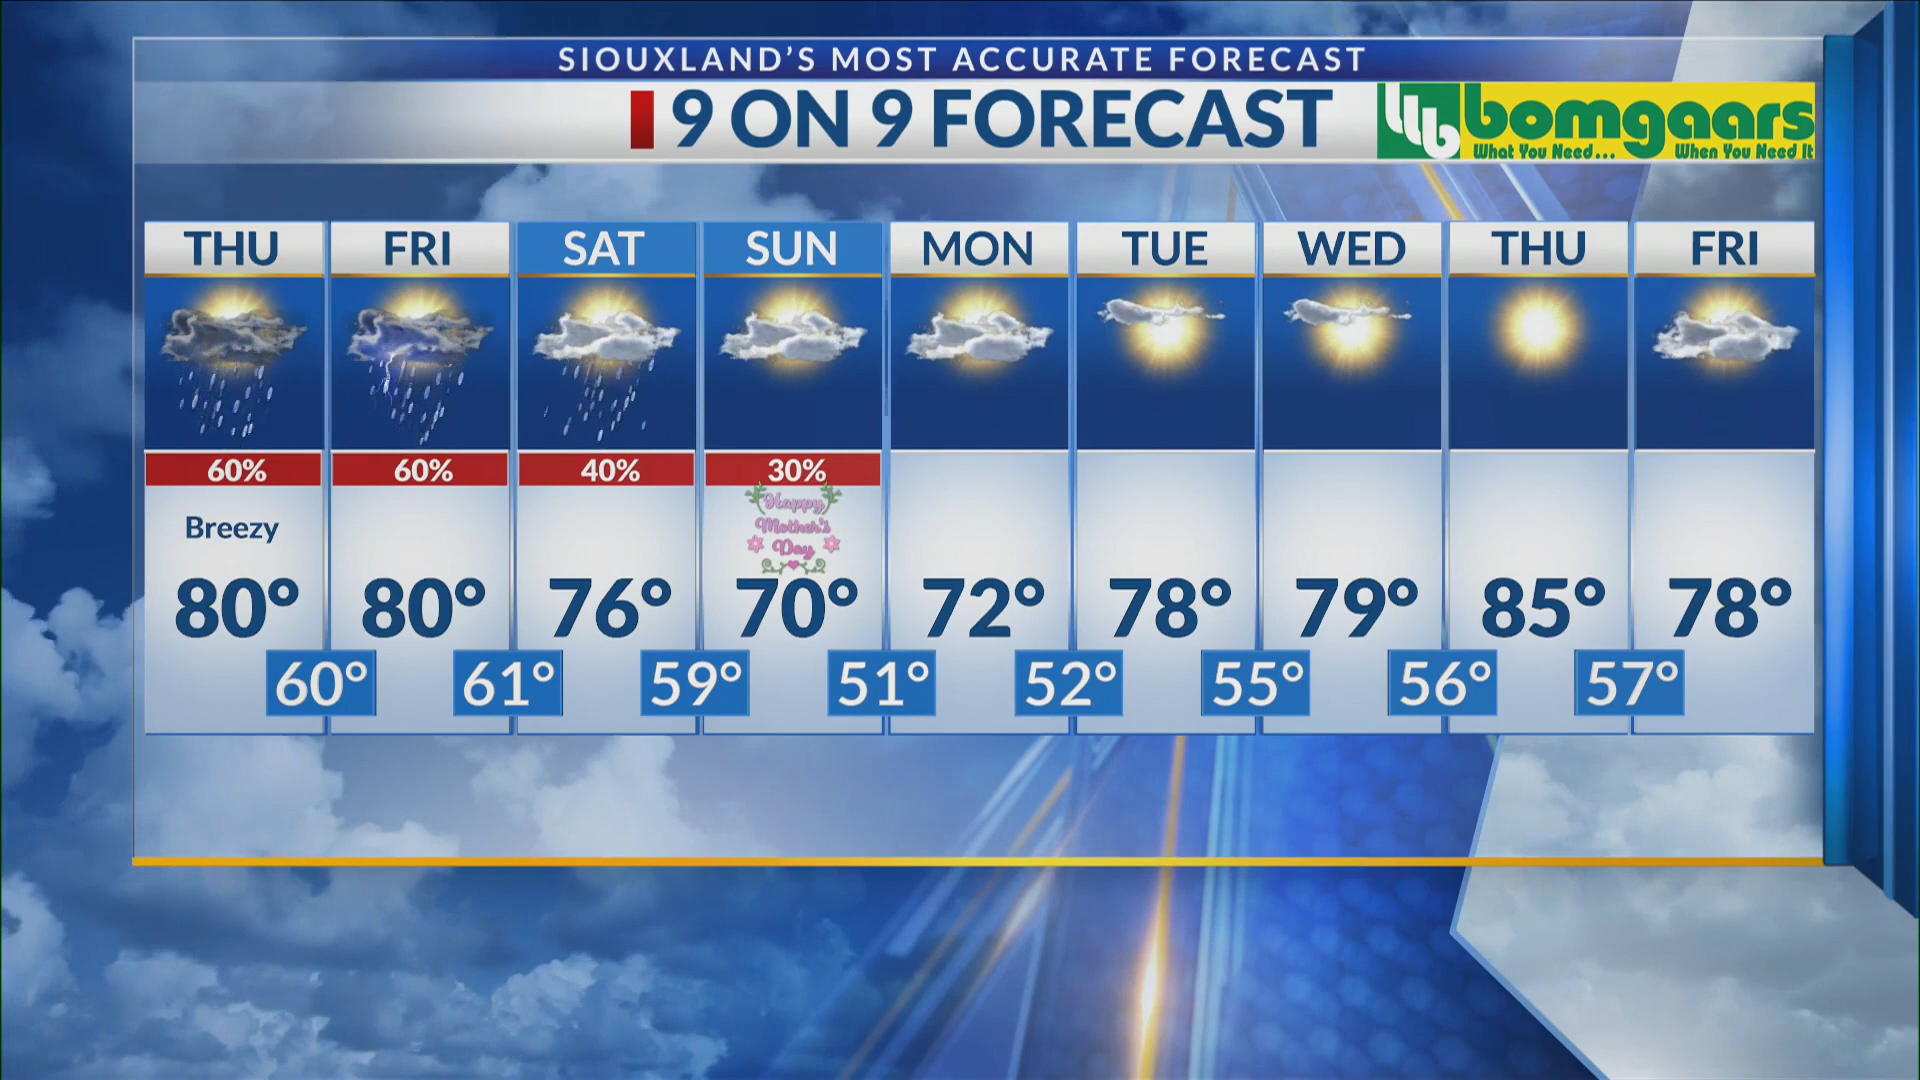 SIOUXLAND'S MOST ACCURATE FORECAST
9 ON 9 FORECAST
bomgaars
What You Need... When You Need It
THU FRI SAT SUN MON TUE WED THU FRI
60% 60% 40% 30%
Breezy
Happy
Mother's
Day
80° 80° 76° 70° 72° 78° 79° 85° 78°
60° 61° 59° 51° 52° 55° 56° 57°